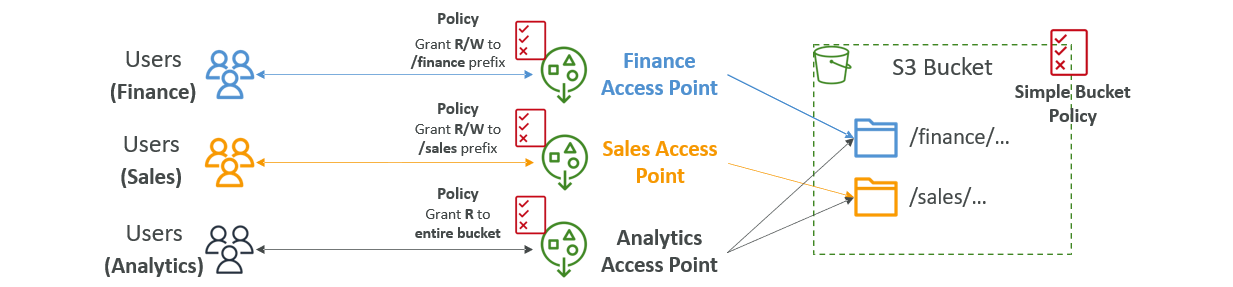 Users
(Finance)
Policy
Grant R/W to
/finance prefix
Finance
Access Point
S3 Bucket
Simple Bucket
Policy
/finance/...
Users
(Sales)
Policy
Grant R/W to
/sales prefix
Sales Access
Point
/sales/...
Users
(Analytics)
Policy
Grant R to
entire bucket
Analytics
Access Point